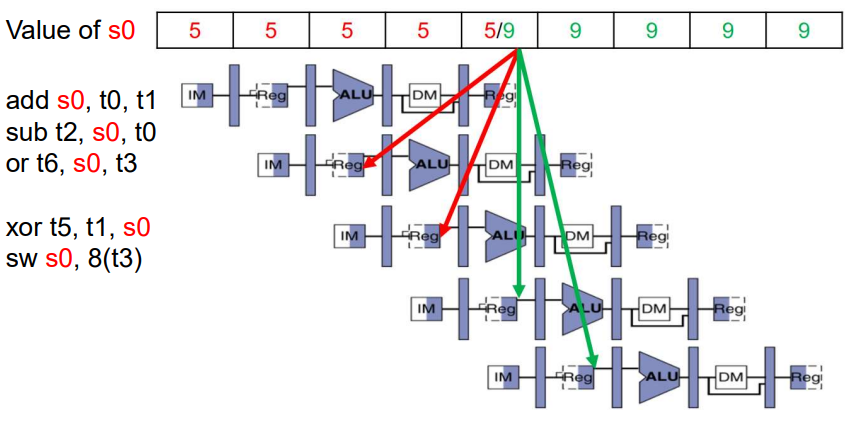 Value of s0 5 5 5 5 5/9 9 9 9 9
add s0, t0, t1
sub t2, s0, t0
or t6, s0, t3
xor t5, t1, s0
sw s0, 8(t3)
IM Reg ALU DM Reg
IM Reg ALU DM Reg
IM Reg ALU DM Reg
IM Reg ALU DM Reg
IM Reg ALU DM Reg